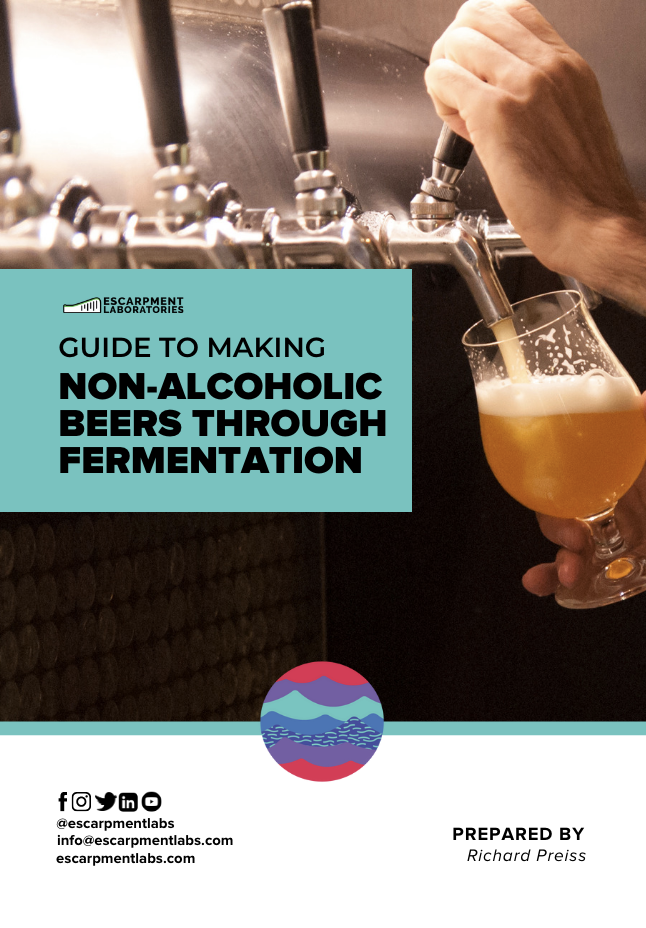 ESCARPMENT
LABORATORIES
GUIDE TO MAKING
NON-ALCOHOLIC
BEERS THROUGH
FERMENTATION
@escarpmentlabs
info@escarpmentlabs.com
escarpmentlabs.com
PREPARED BY
Richard Preiss